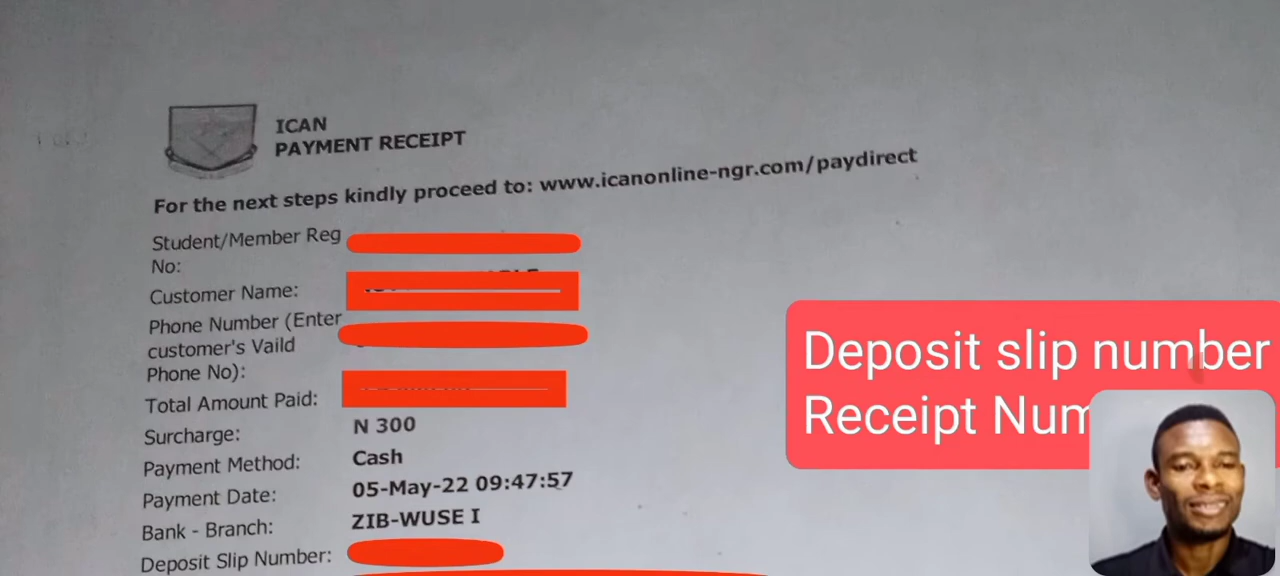 ICAN
PAYMENT RECEIPT
For the next steps kindly proceed to: www.icanonline-ngr.com/paydirect
Student/Member Reg
No:
Customer Name:
Phone Number (Enter
customer's Vaild
Phone No):
Total Amount Paid:
Surcharge: N 300
Payment Method: Cash
Payment Date: 05-May-22 09:47:57
Bank - Branch: ZIB-WUSE I
Deposit Slip Number:
Deposit slip number
Receipt Num